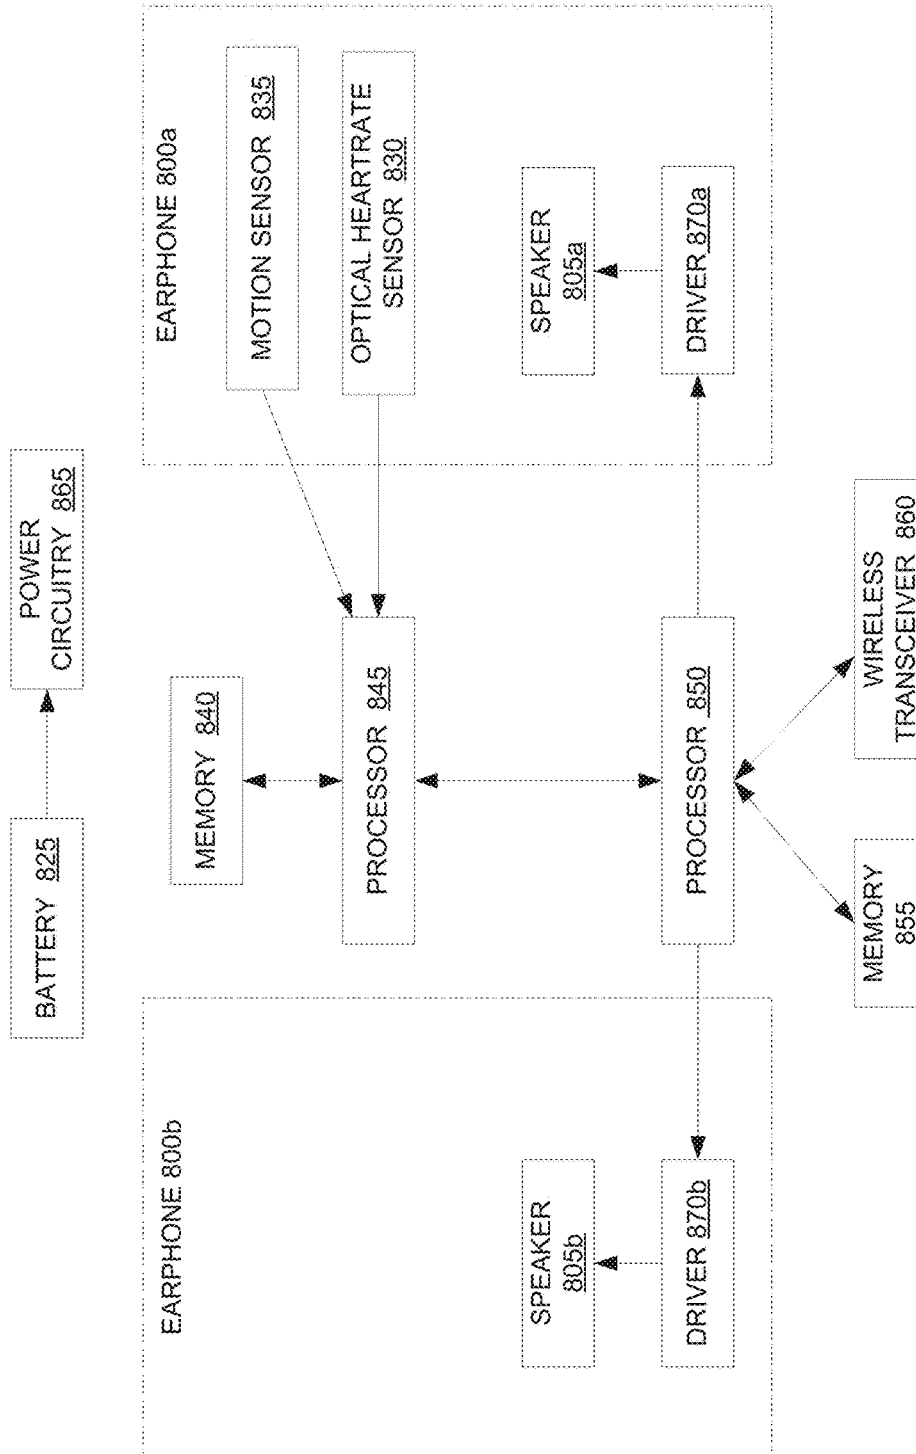 BATTERY 825
POWER
CIRCUITRY 865
EARPHONE 800b
EARPHONE 800a
MEMORY 840
MOTION SENSOR 835
PROCESSOR 845
OPTICAL HEARTRATE
SENSOR 830
SPEAKER
805b
SPEAKER
805a
DRIVER 870b
PROCESSOR 850
DRIVER 870a
MEMORY
855
WIRELESS
TRANSCEIVER 860